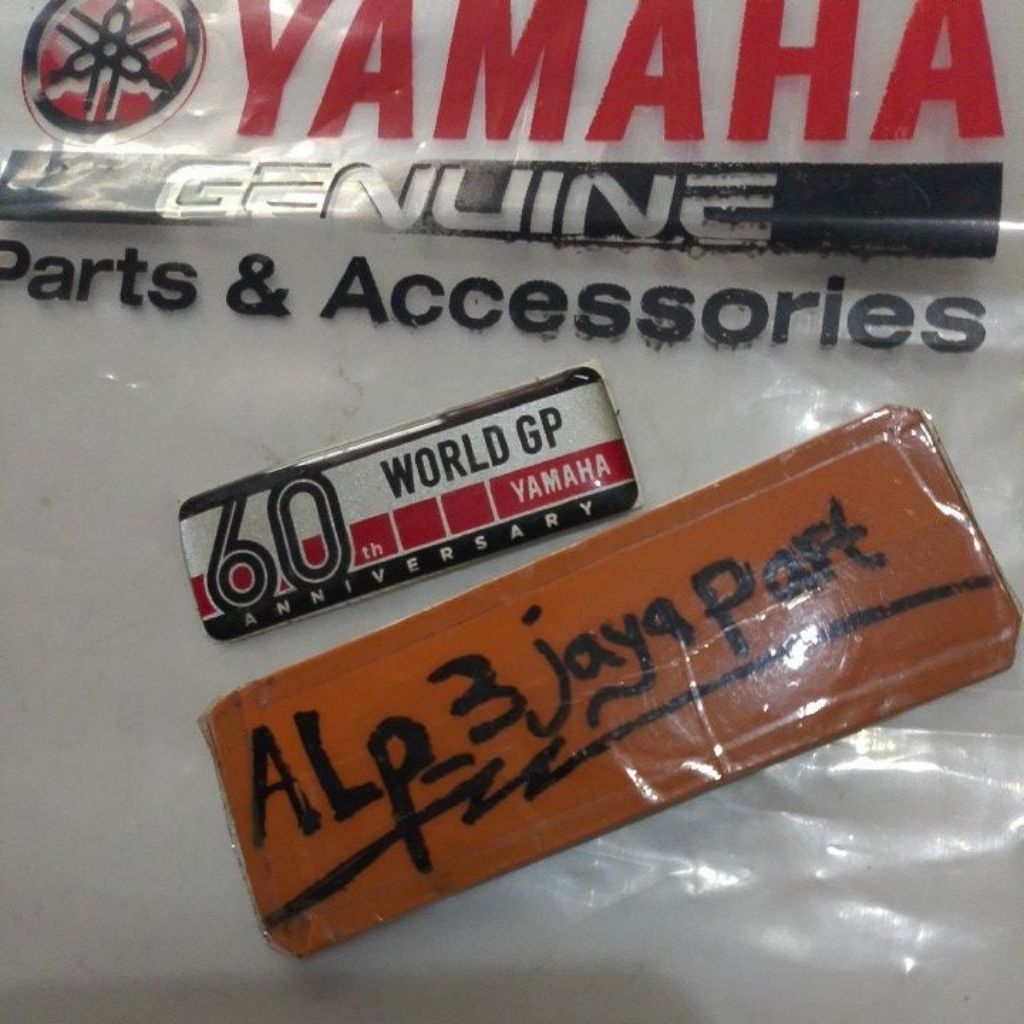 YAMAHA
GENUINE
Parts & Accessories
WORLD GP
60th YAMAHA
ANNIVERSARY
ALp-3 jaya part